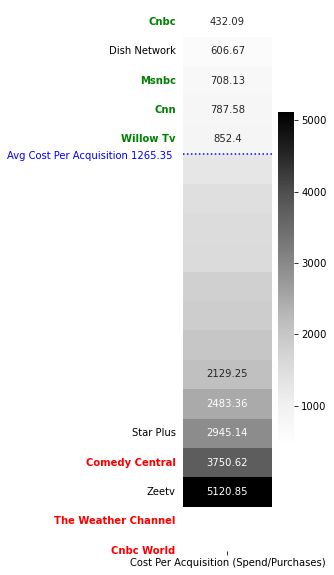 Cnbc 432.09
Dish Network 606.67
Msnbc 708.13
Cnn 787.58
Willow Tv 852.4
Avg Cost Per Acquisition 1265.35
2129.25
2483.36
Star Plus 2945.14
Comedy Central 3750.62
Zeetv 5120.85
The Weather Channel
Cnbc World
Cost Per Acquisition (Spend/Purchases)
5000
4000
3000
2000
1000